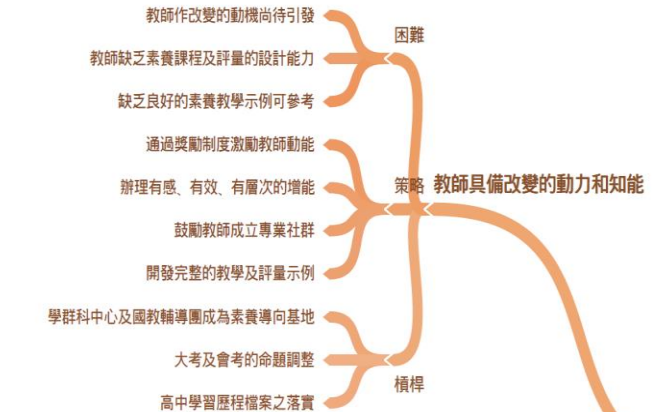 教師作改變的動機尚待引發
困難
教師缺乏素養課程及評量的設計能力
缺乏良好的素養教學示例可參考
通過獎勵制度激勵教師動能
辦理有感、有效、有層次的增能
策略
教師具備改變的動力和知能
鼓勵教師成立專業社群
開發完整的教學及評量示例
學群科中心及國教輔導團成為素養導向基地
大考及會考的命題調整
槓桿
高中學習歷程檔案之落實